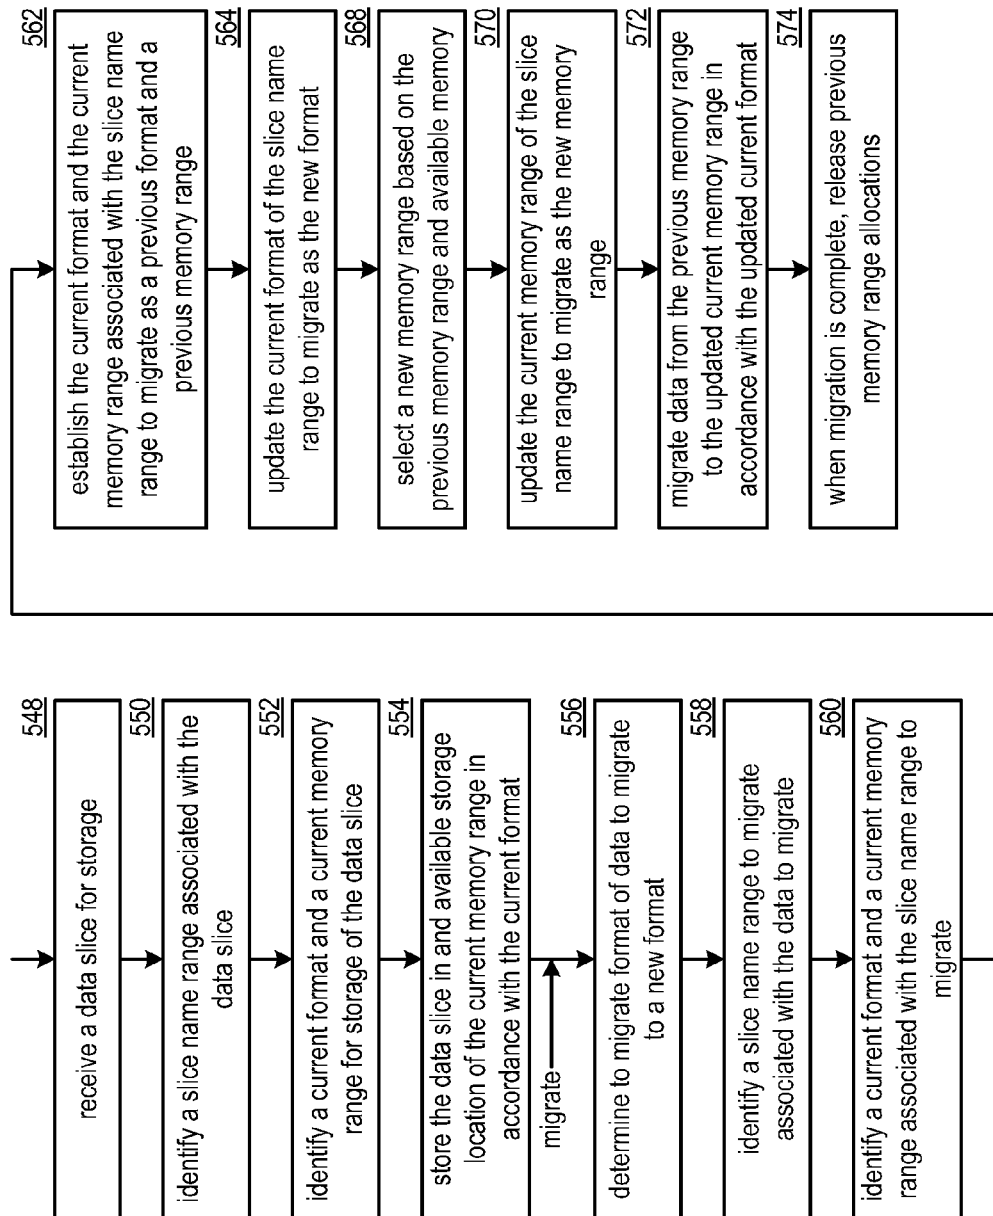 548
receive a data slice for storage
550
identify a slice name range associated with the
data slice
552
identify a current format and a current memory
range for storage of the data slice
554
store the data slice in and available storage
location of the current memory range in
accordance with the current format
migrate
556
determine to migrate format of data to migrate
to a new format
558
identify a slice name range to migrate
associated with the data to migrate
560
identify a current format and a current memory
range associated with the slice name range to
migrate
562
establish the current format and the current
memory range associated with the slice name
range to migrate as a previous format and a
previous memory range
564
update the current format of the slice name
range to migrate as the new format
568
select a new memory range based on the
previous memory range and available memory
570
update the current memory range of the slice
name range to migrate as the new memory
range
572
migrate data from the previous memory range
to the updated current memory range in
accordance with the updated current format
574
when migration is complete, release previous
memory range allocations